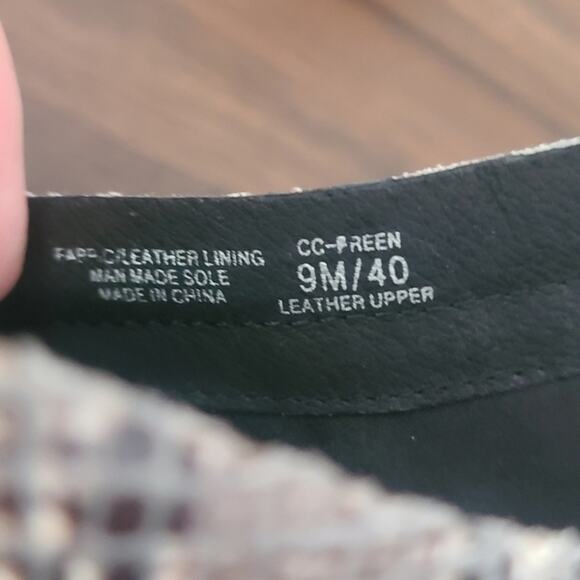 LEATHER LINING
MAN MADE SOLE
MADE IN CHINA
9M/40
LEATHER UPPER